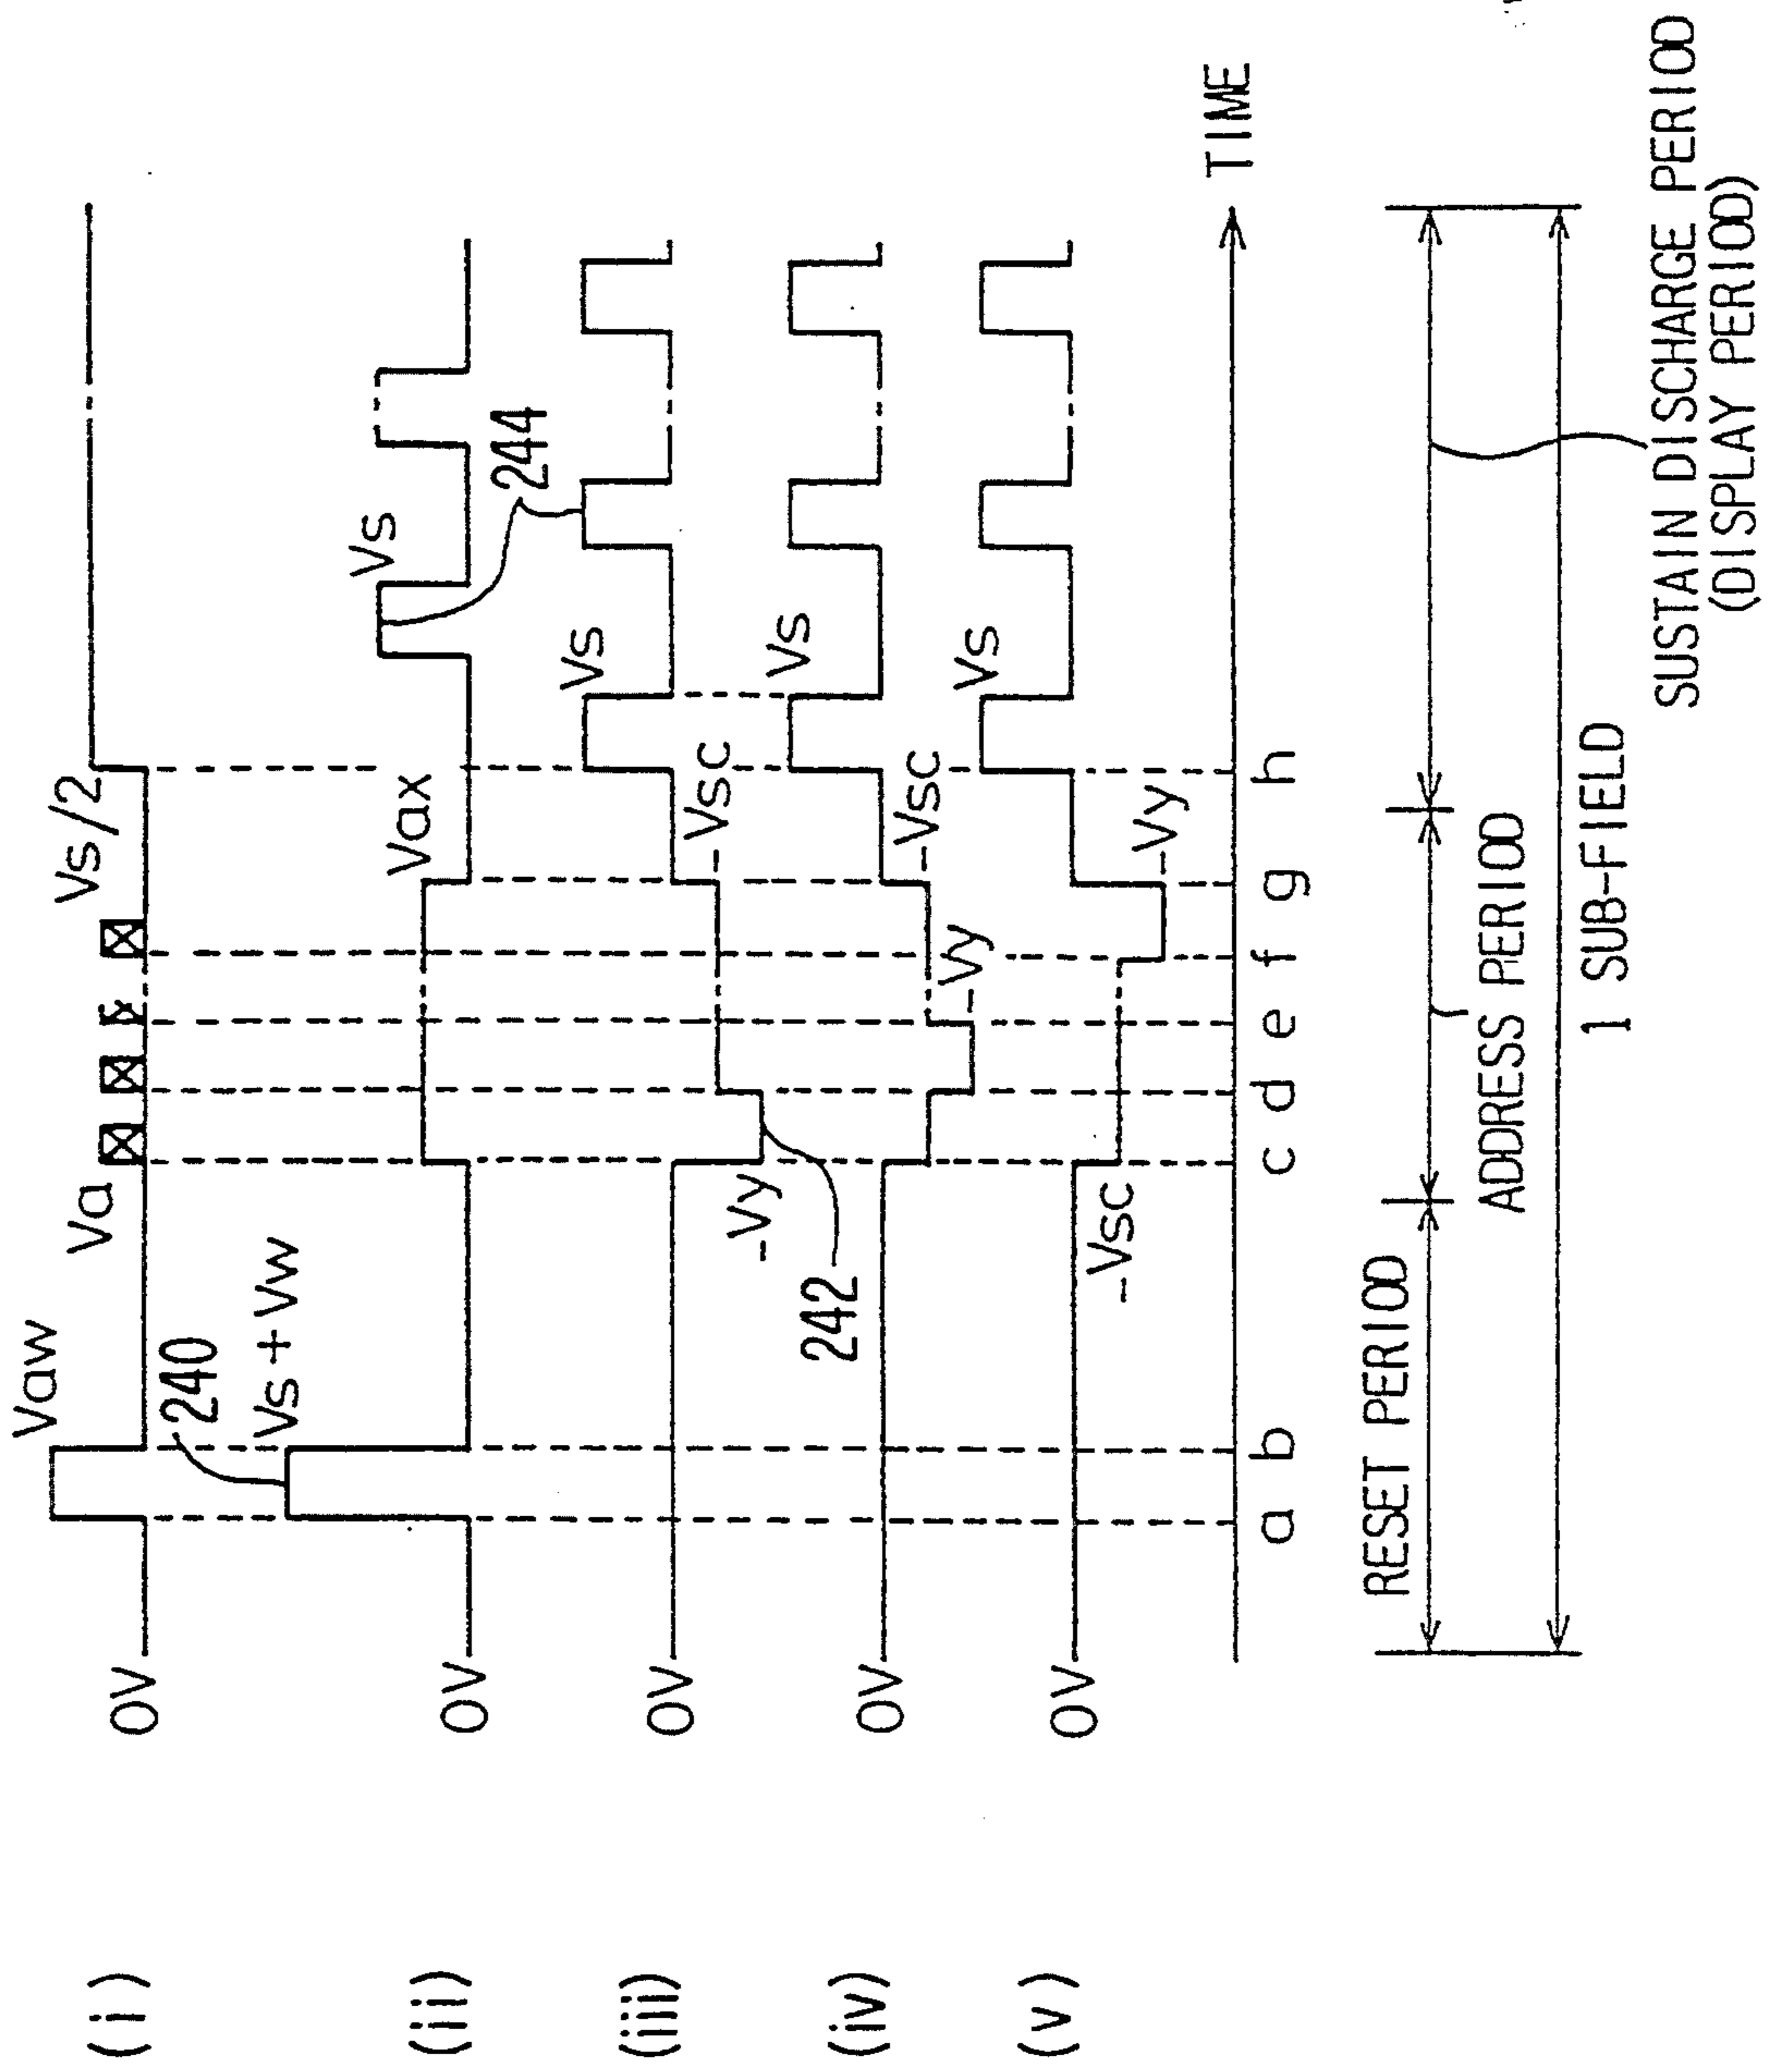 (i)
0V
Vaw
Va
Vs/2
240
Vs+Vw
(ii)
0V
Vax
Vs
244
(iii)
0V
-Vy
-Vsc
Vs
242
(iv)
0V
-Vy
-Vsc
Vs
(v)
0V
-Vsc
-Vy
Vs
a b c d e f g h
TIME
RESET PERIOD
ADDRESS PERIOD
1 SUB-FIELD
SUSTAIN DISCHARGE PERIOD
(DISPLAY PERIOD)